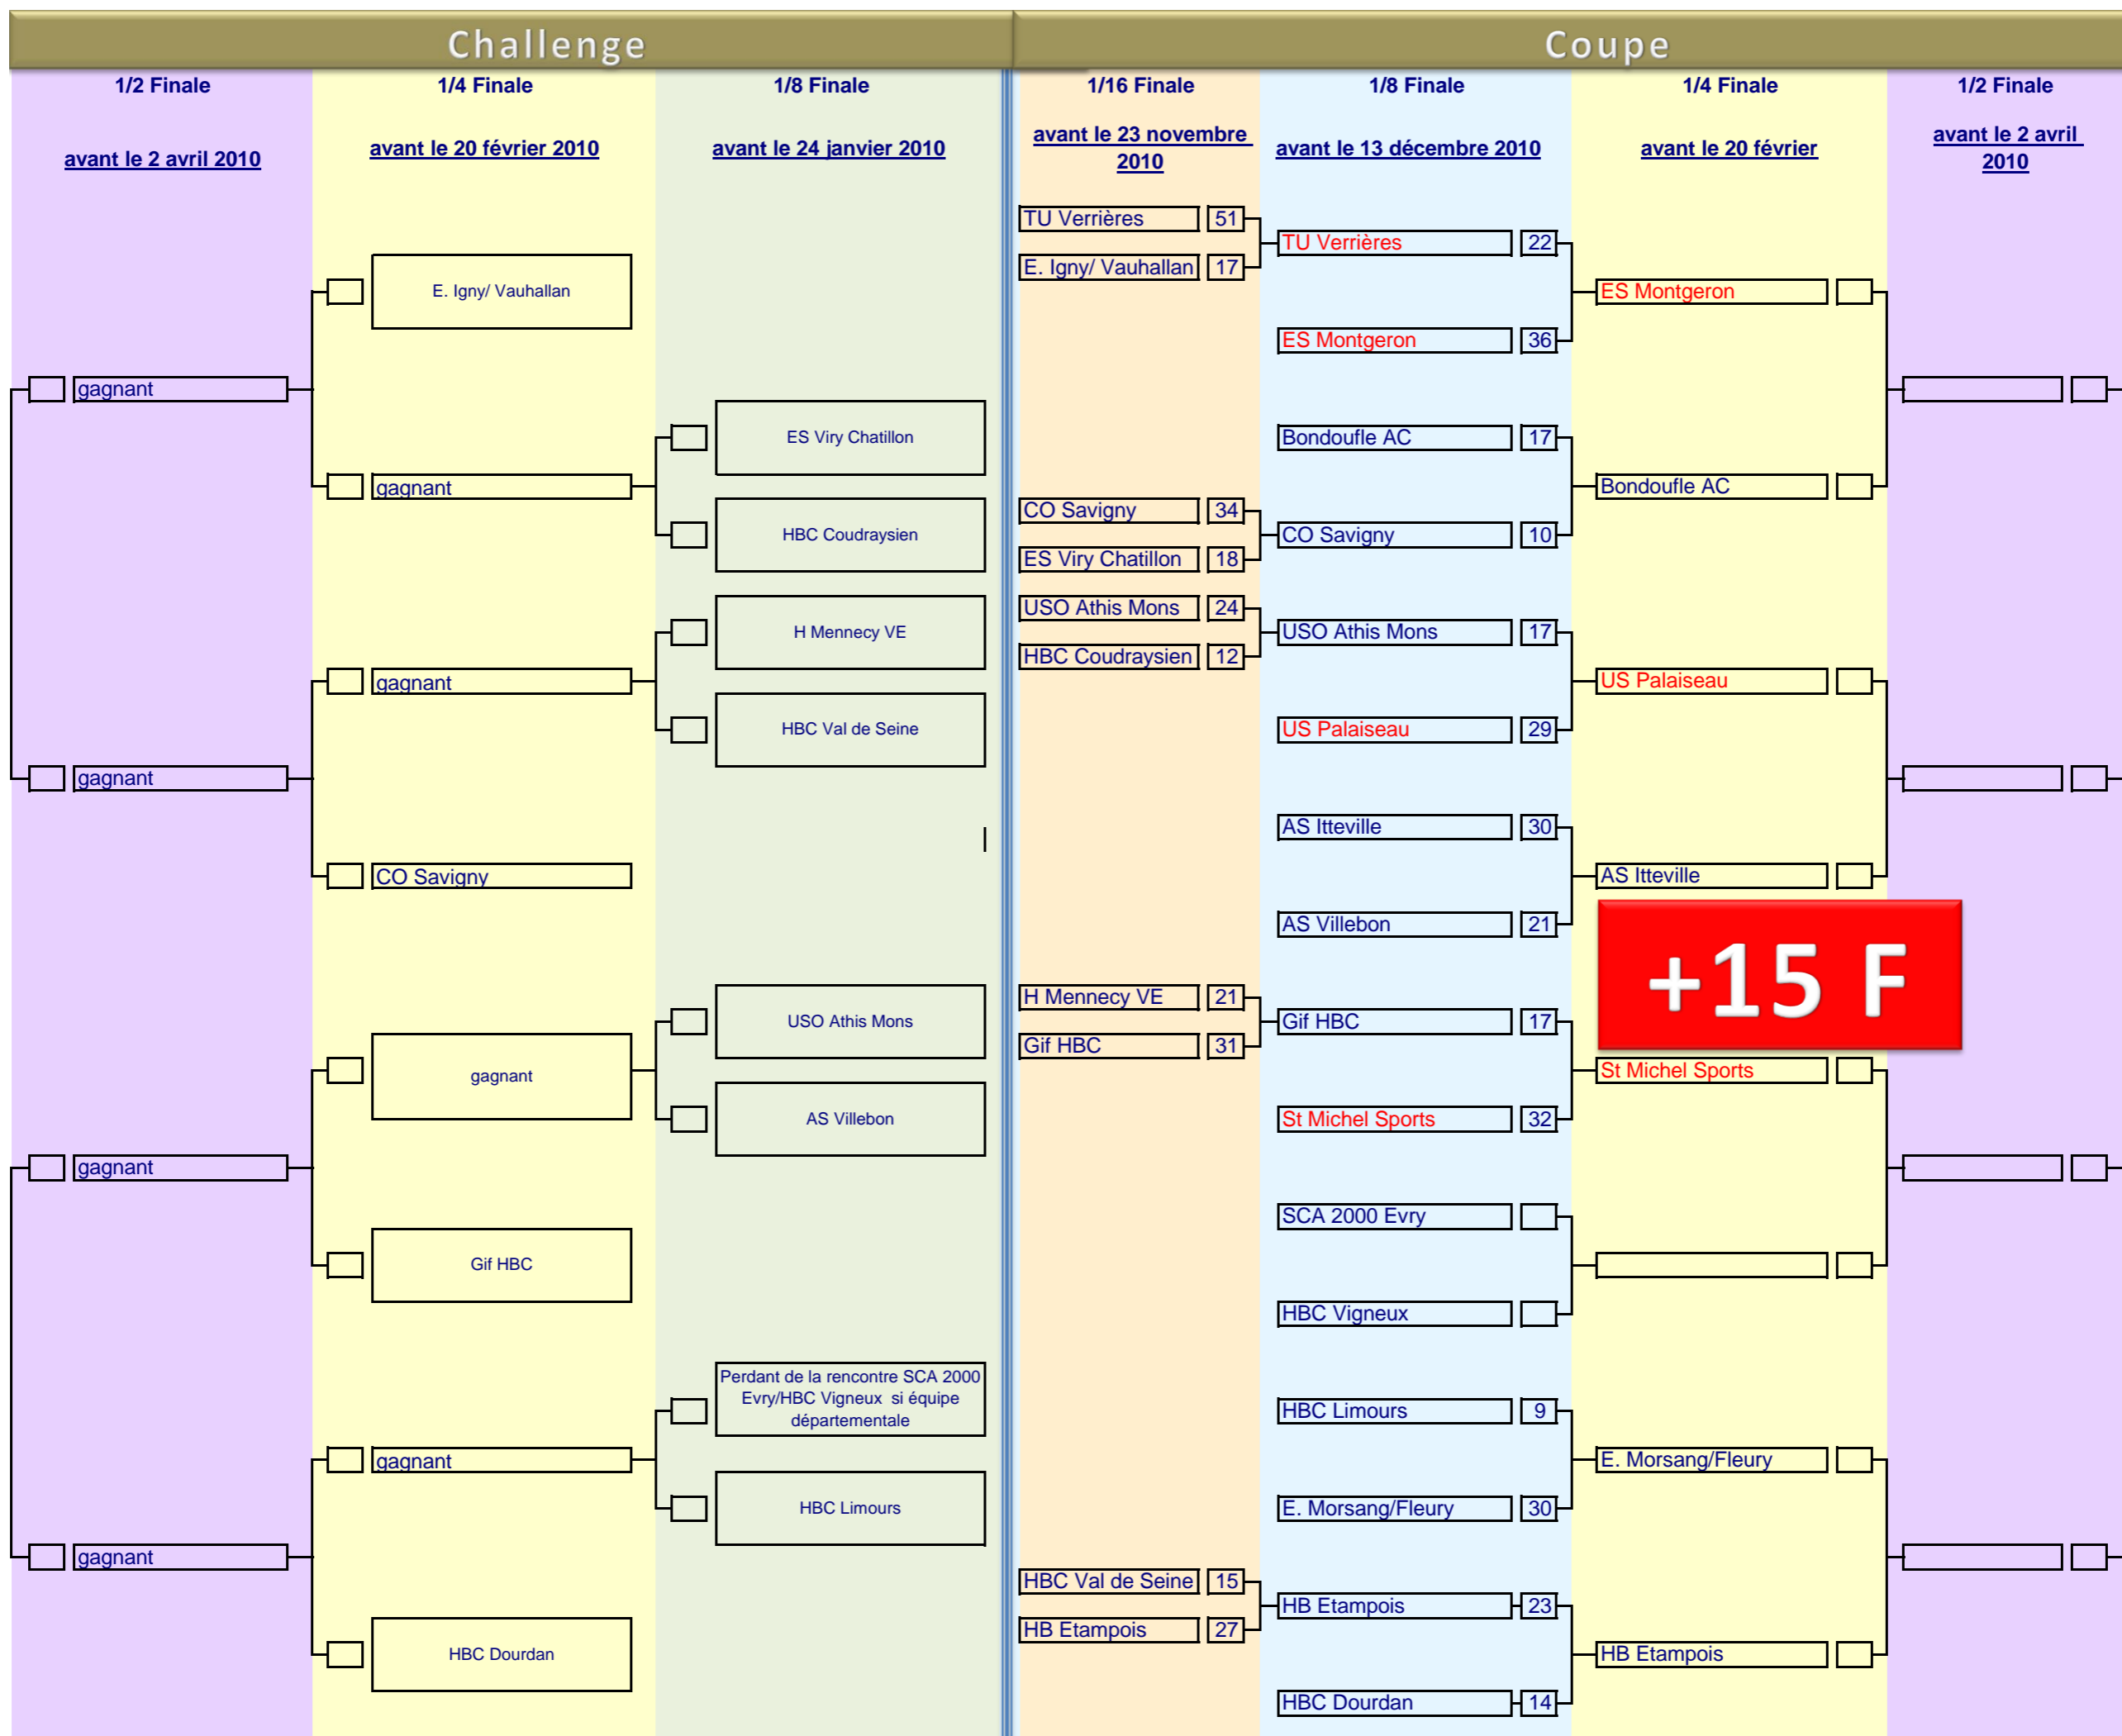 Challenge
Coupe
1/2 Finale
1/4 Finale
1/8 Finale
1/16 Finale
1/8 Finale
1/4 Finale
1/2 Finale
avant le 2 avril 2010
avant le 20 février 2010
avant le 24 janvier 2010
avant le 23 novembre
2010
avant le 13 décembre 2010
avant le 20 février
avant le 2 avril
2010
E. Igny/ Vauhallan
gagnant
gagnant
ES Viry Chatillon
HBC Coudraysien
gagnant
H Mennecy VE
HBC Val de Seine
gagnant
CO Savigny
gagnant
USO Athis Mons
AS Villebon
gagnant
Gif HBC
gagnant
Perdant de la rencontre SCA 2000
Evry/HBC Vigneux si équipe
départementale
HBC Limours
gagnant
HBC Dourdan
TU Verrières 51
E. Igny/ Vauhallan 17
CO Savigny 34
ES Viry Chatillon 18
USO Athis Mons 24
HBC Coudraysien 12
H Mennecy VE 21
Gif HBC 31
HBC Val de Seine 15
HB Etampois 27
TU Verrières 22
ES Montgeron 36
Bondoufle AC 17
CO Savigny 10
USO Athis Mons 17
US Palaiseau 29
AS Itteville 30
AS Villebon 21
Gif HBC 17
St Michel Sports 32
SCA 2000 Evry
HBC Vigneux
HBC Limours 9
E. Morsang/Fleury 30
HB Etampois 23
HBC Dourdan 14
ES Montgeron
Bondoufle AC
US Palaiseau
AS Itteville
+15 F
St Michel Sports
E. Morsang/Fleury
HB Etampois